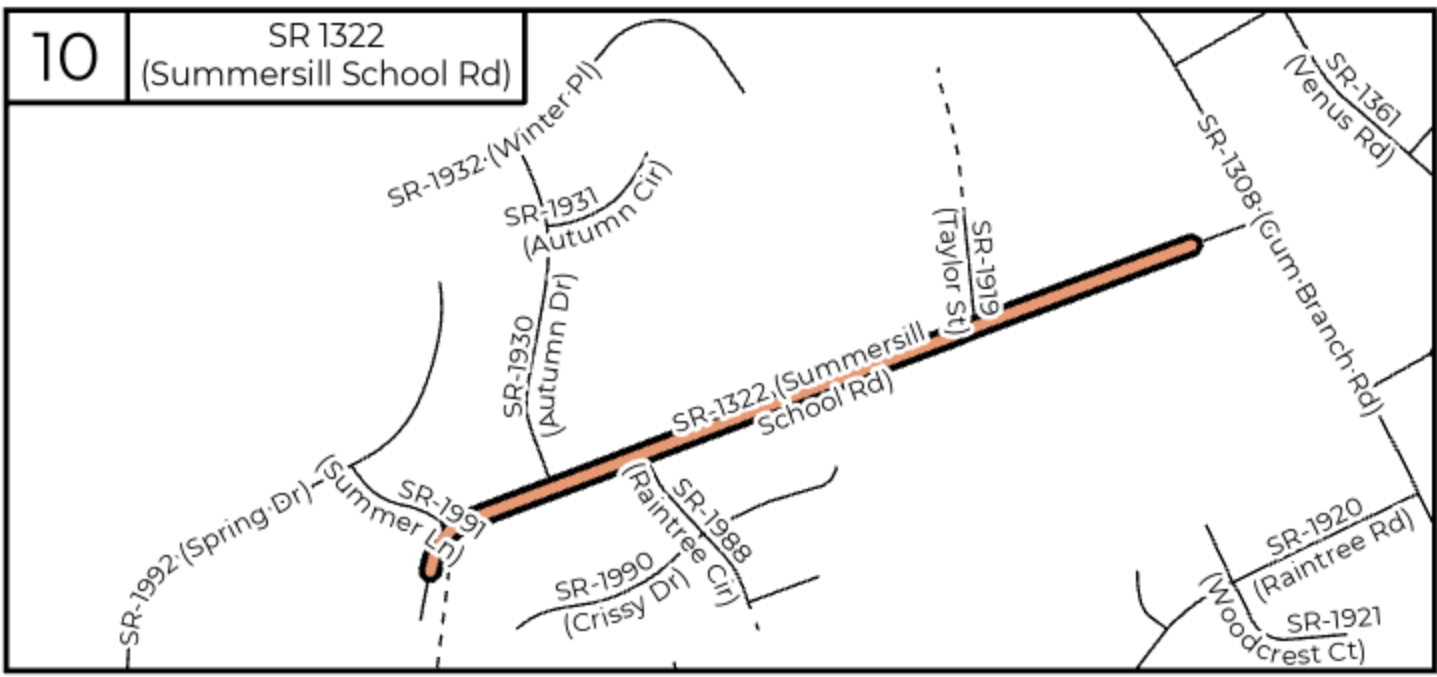 10
SR 1322
(Summersill School Rd)
SR-1932 (Winter Pl)
SR-1931
(Autumn Cir)
SR-1930
(Autumn Dr)
SR-1919
(Taylor St)
SR-1361
(Venus Rd)
SR-1308 (Gum Branch Rd)
SR-1322 (Summersill
School Rd)
SR-1991
(Summer Ln)
SR-1992 (Spring Dr)
SR-1988
(Raintree Cir)
SR-1990
(Crissy Dr)
SR-1920
(Raintree Rd)
SR-1921
(Woodcrest Ct)